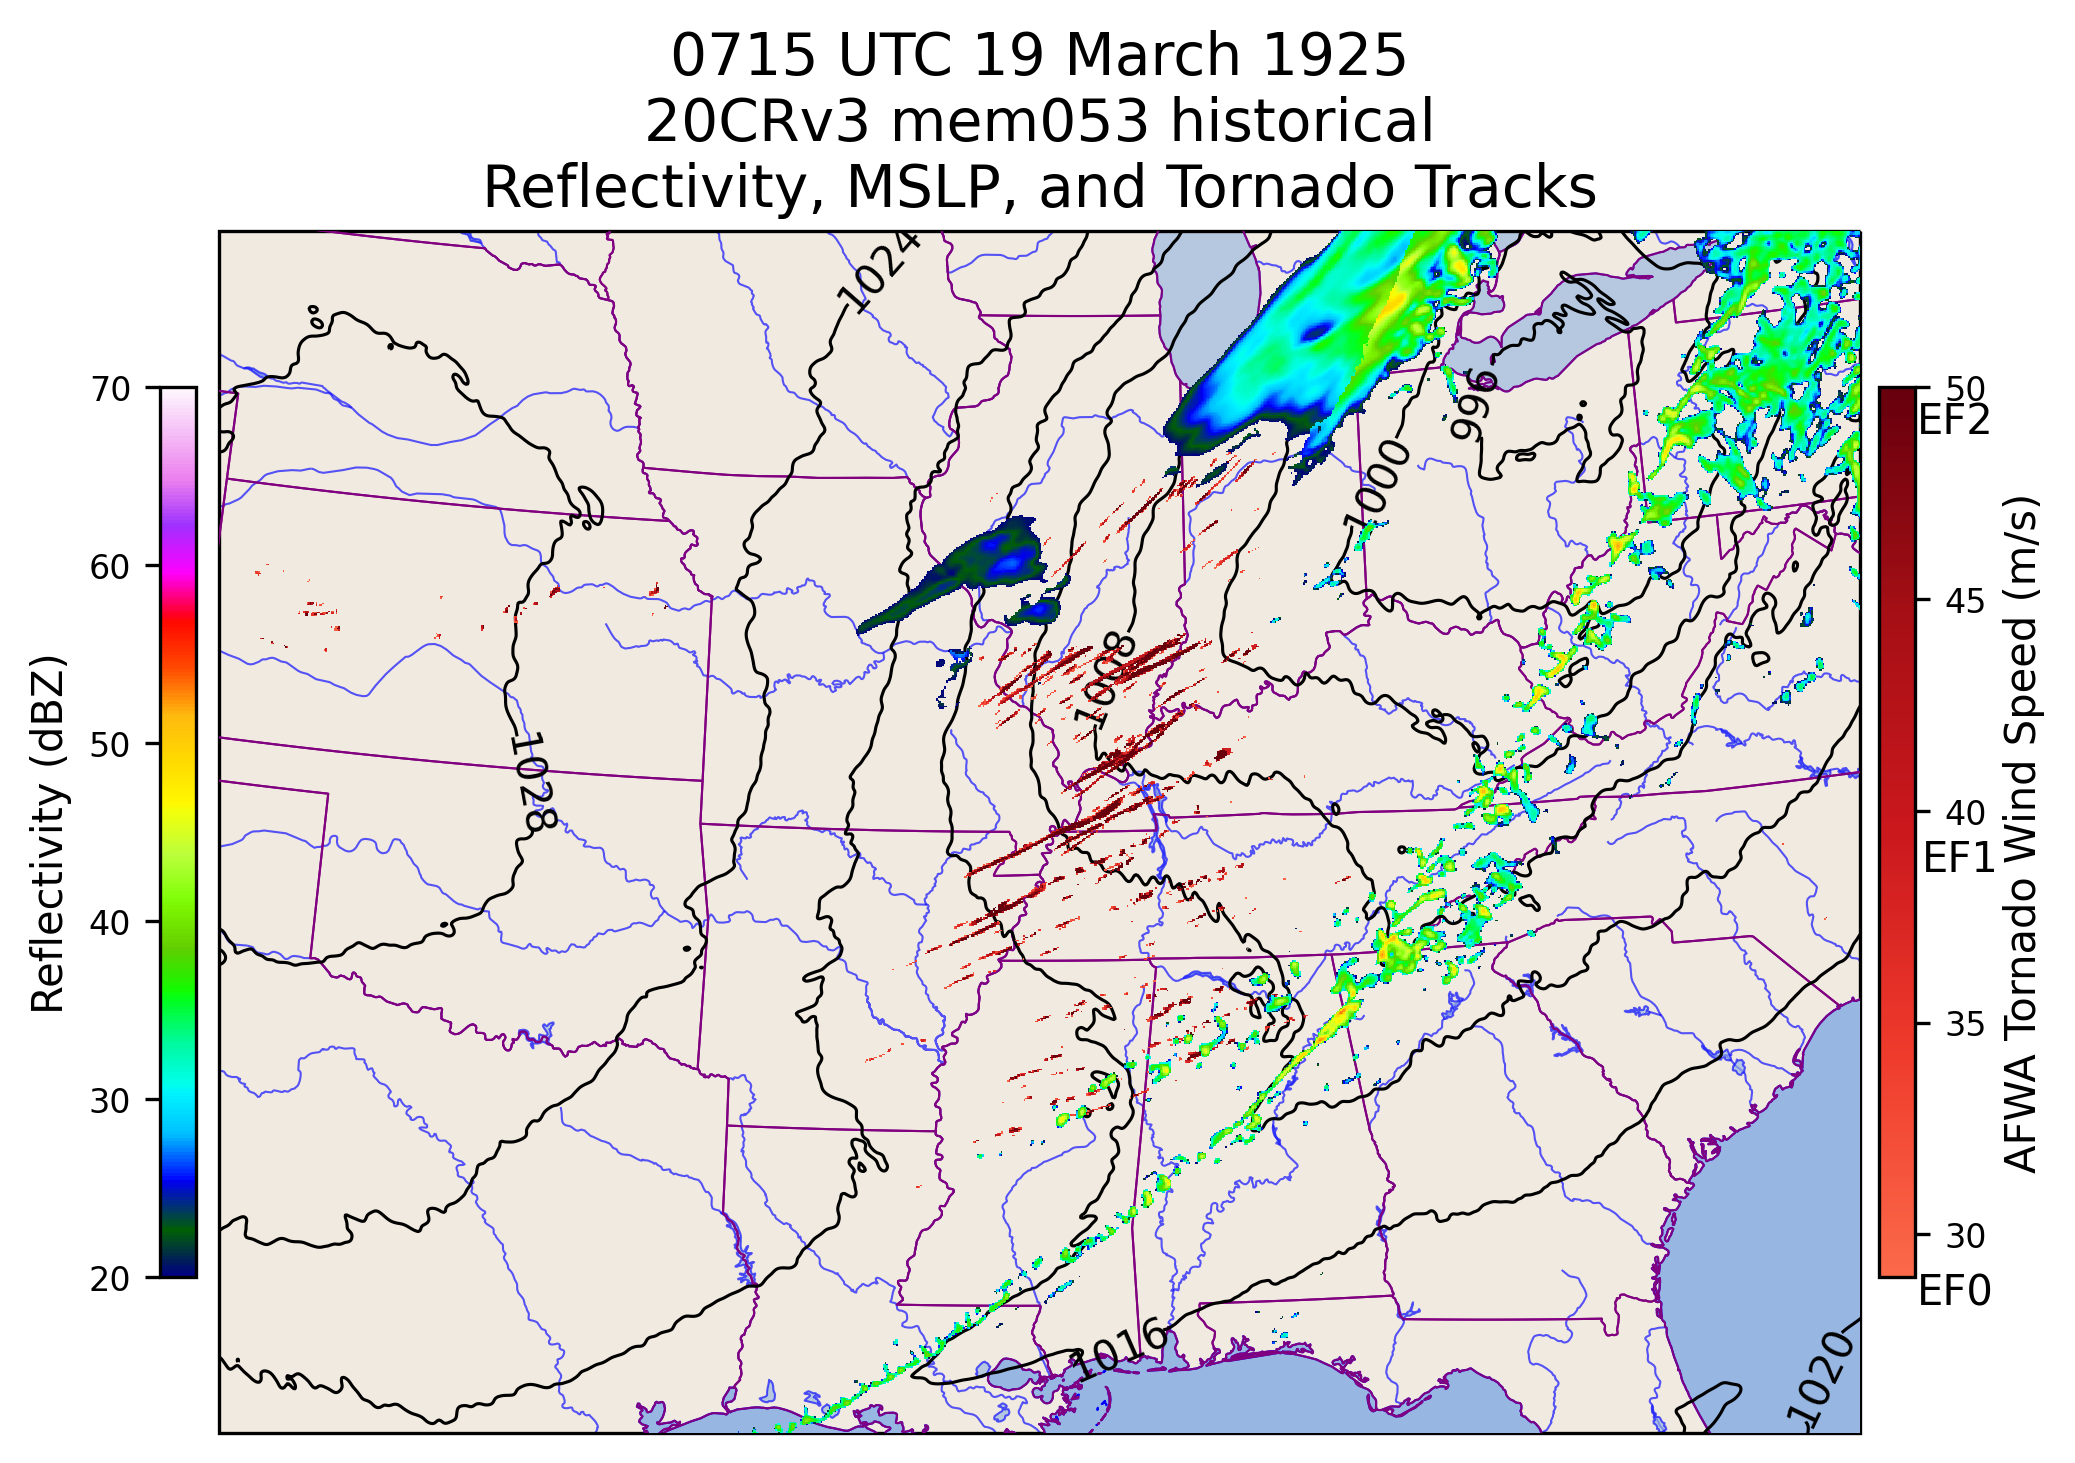 0715 UTC 19 March 1925
20CRv3 mem053 historical
Reflectivity, MSLP, and Tornado Tracks
1024
996
1000
1008
1028
1016
1020
Reflectivity (dBZ)
70
60
50
40
30
20
50
EF2
45
40
EF1
35
30
EF0
AFWA Tornado Wind Speed (m/s)